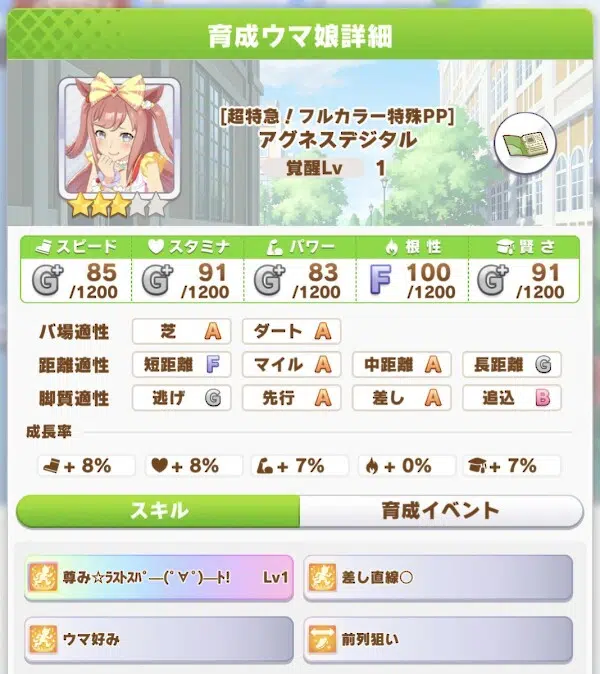 育成ウマ娘詳細
[超特急!フルカラー特殊PP]
アグネスデジタル
覚醒Lv 1
スピード スタミナ パワー 根性 賢さ
G+ 85/1200 G+ 91/1200 G+ 83/1200 F 100/1200 G+ 91/1200
バ場適性 芝 A ダート A
距離適性 短距離 F マイル A 中距離 A 長距離 G
脚質適性 逃げ G 先行 A 差し A 追込 B
成長率
+ 8% + 8% + 7% + 0% + 7%
スキル 育成イベント
尊み☆ﾗｽﾄｽﾊﾟ—(ﾟ∀ﾟ)—ﾄ! Lv1 差し直線○
ウマ好み 前列狙い